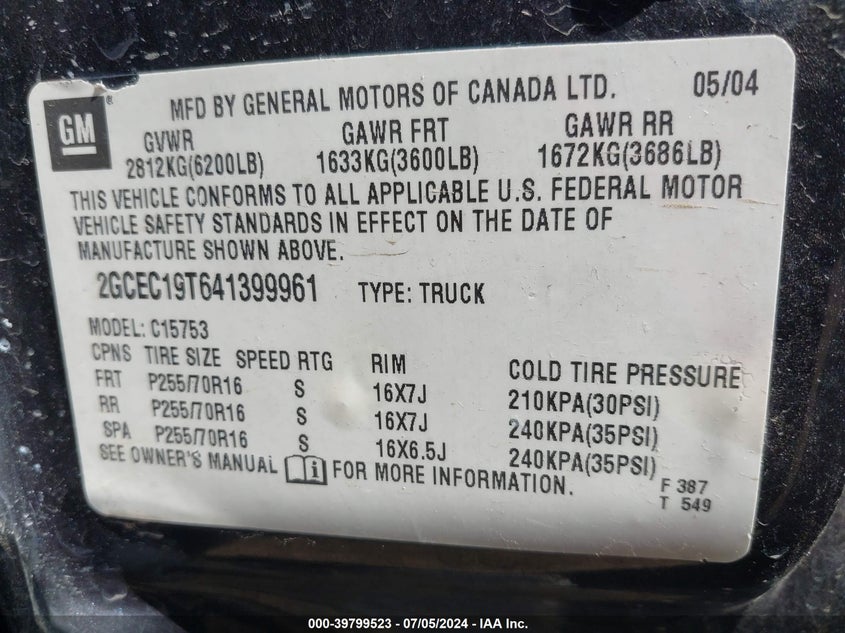 GM ®
MFD BY GENERAL MOTORS OF CANADA LTD. 05/04
GVWR GAWR FRT GAWR RR
2812KG(6200LB) 1633KG(3600LB) 1672KG(3686LB)
THIS VEHICLE CONFORMS TO ALL APPLICABLE U.S. FEDERAL MOTOR
VEHICLE SAFETY STANDARDS IN EFFECT ON THE DATE OF
MANUFACTURE SHOWN ABOVE.
2GCEC19T641399961 TYPE: TRUCK
MODEL: C15753
CPNS TIRE SIZE SPEED RTG RIM COLD TIRE PRESSURE
FRT P255/70R16 S 16X7J 210KPA(30PSI)
RR P255/70R16 S 16X7J 240KPA(35PSI)
SPA P255/70R16 S 16X6.5J 240KPA(35PSI)
SEE OWNER'S MANUAL i FOR MORE INFORMATION.
F 387
T 549
000-39799523 - 07/05/2024 - IAA Inc.